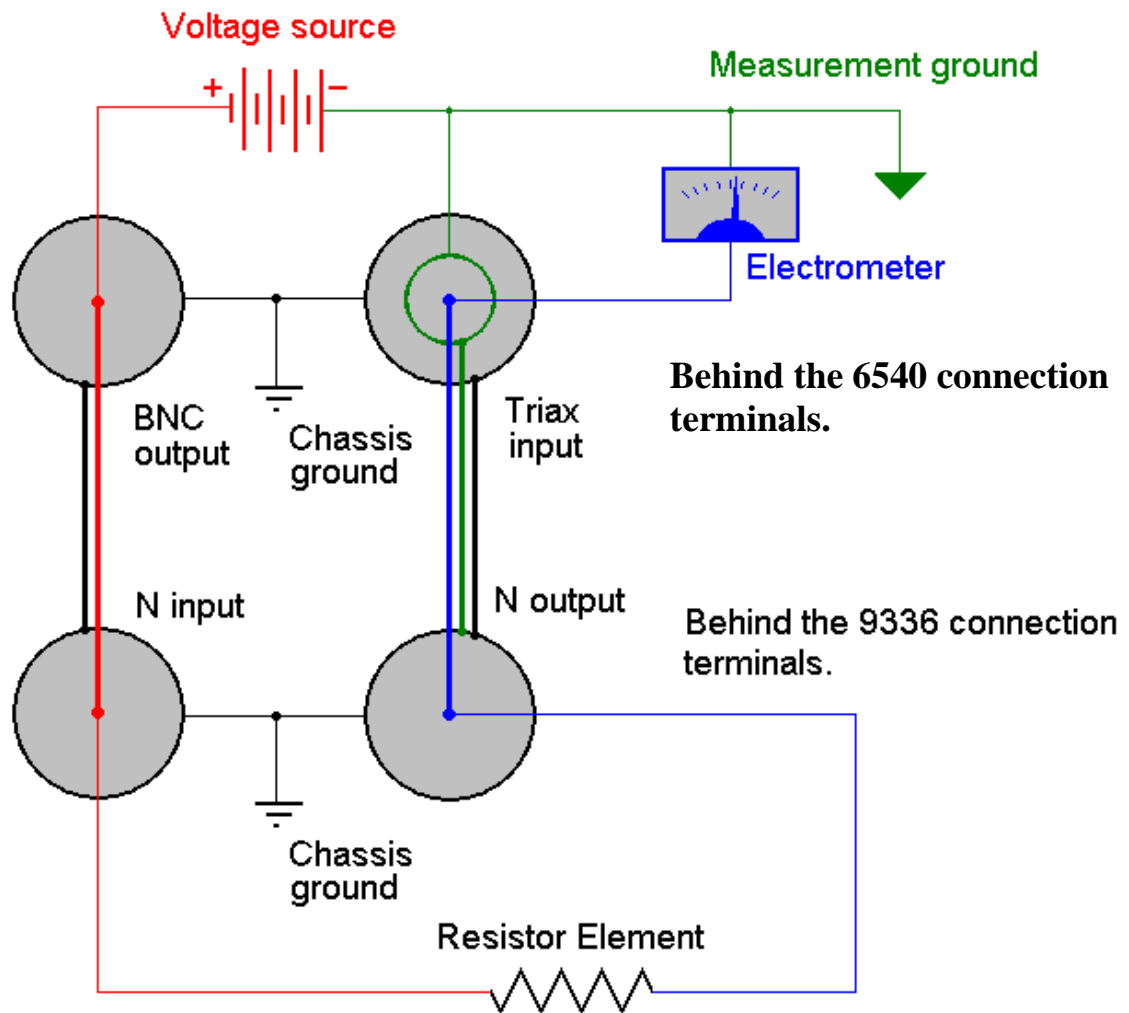 Voltage source
+ −
Measurement ground
Electrometer
Behind the 6540 connection
terminals.
BNC
output
Chassis
ground
Triax
input
N input
N output
Behind the 9336 connection
terminals.
Chassis
ground
Resistor Element